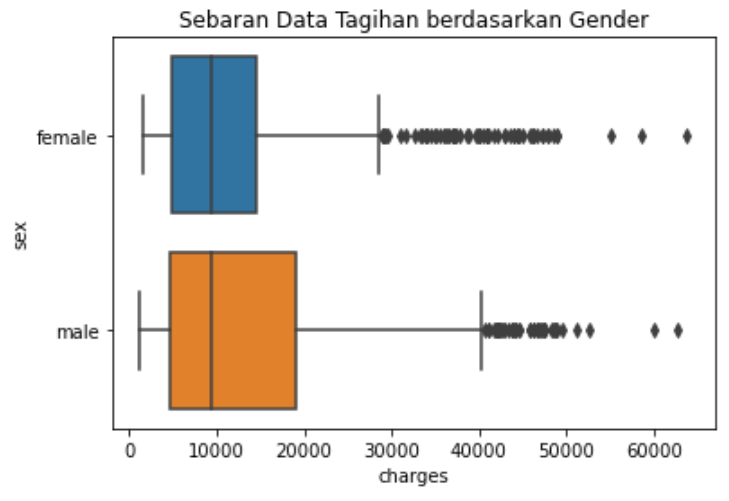 Sebaran Data Tagihan berdasarkan Gender
female
sex
male
0 10000 20000 30000 40000 50000 60000
charges